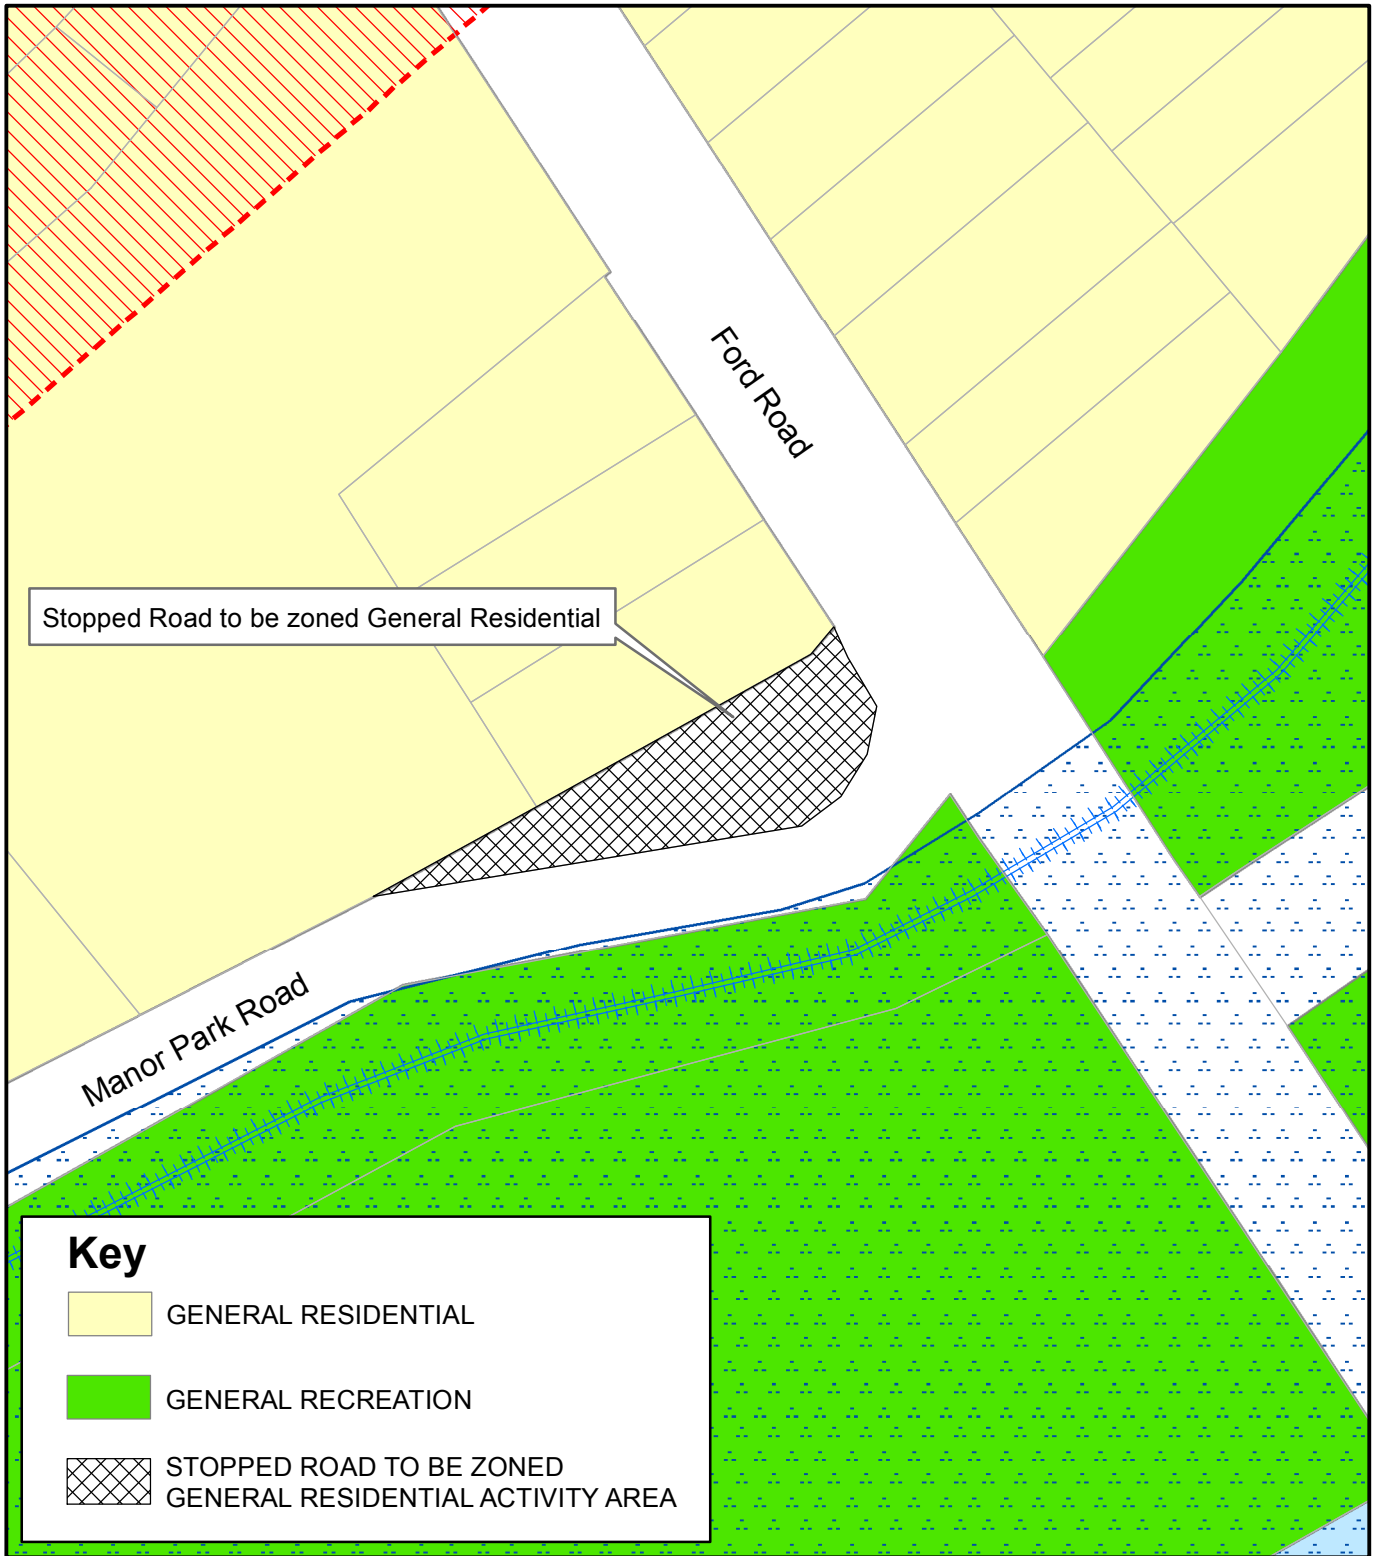 Ford Road
Stopped Road to be zoned General Residential
Manor Park Road
Key
GENERAL RESIDENTIAL
GENERAL RECREATION
STOPPED ROAD TO BE ZONED
GENERAL RESIDENTIAL ACTIVITY AREA